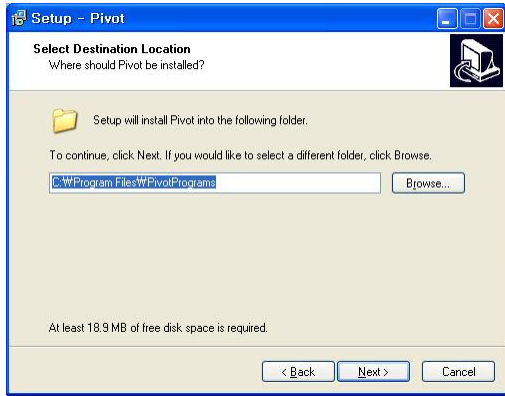 Setup - Pivot
Select Destination Location
Where should Pivot be installed?
Setup will install Pivot into the following folder.
To continue, click Next. If you would like to select a different folder, click Browse.
C:₩Program Files₩PivotPrograms
Browse...
At least 18.9 MB of free disk space is required.
< Back
Next >
Cancel